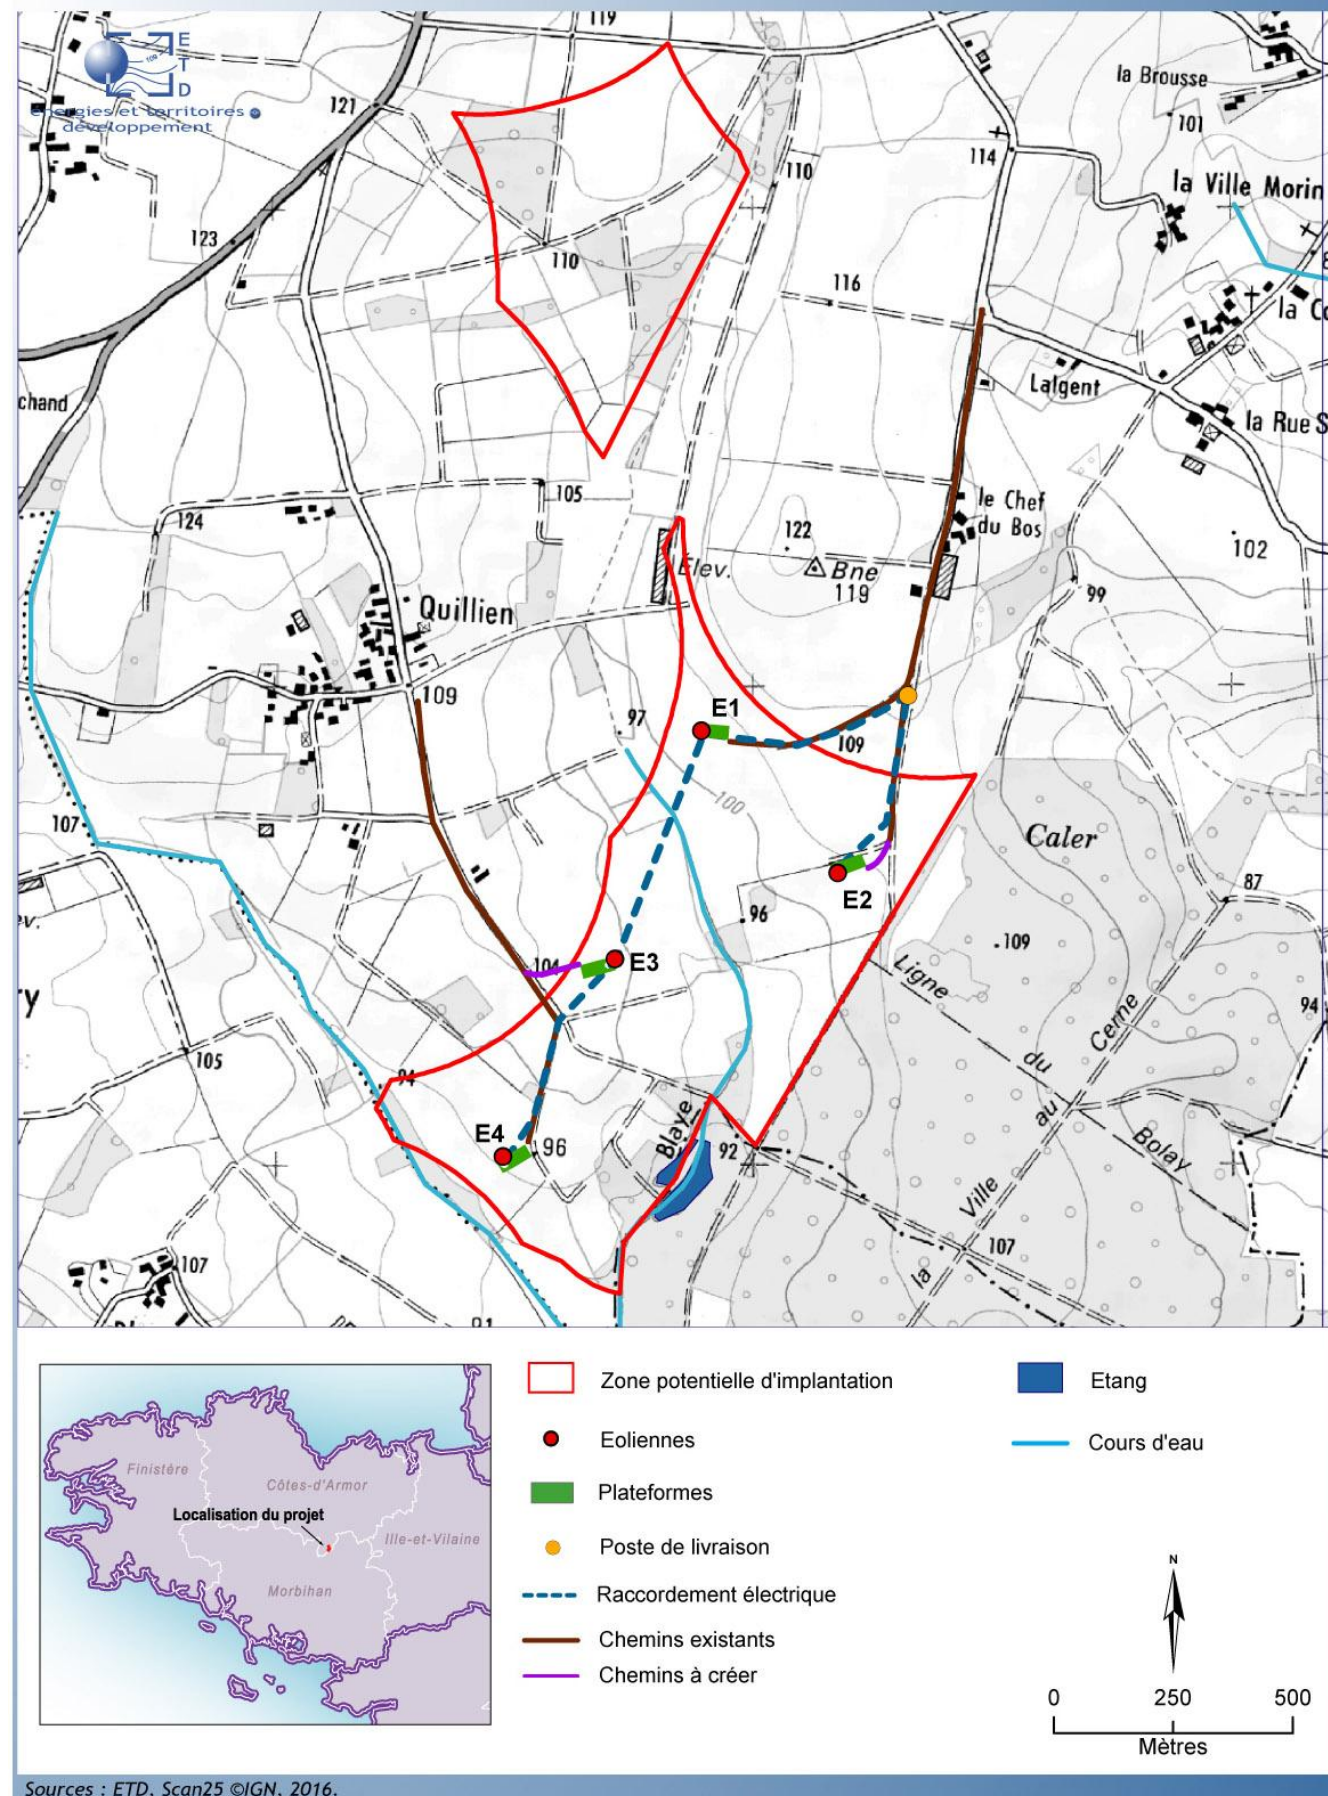 E
T
D
énergies et territoires
développement
119
121
la Brousse
101
114
110
la Ville Morin
123
110
116
la Co
Lalgent
chand
la Rue S
105
124
le Chef
du Bos
122
102
Élev.
Bne
119
99
Quillien
109
E1
97
109
100
107
Caler
87
E2
96
109
104
E3
Ligne
94
Cerne
105
du
94
au
Blaye
Bolay
E4
96
92
Ville
107
107
la
91
Zone potentielle d'implantation
Eoliennes
Plateformes
Poste de livraison
Raccordement électrique
Chemins existants
Chemins à créer
Etang
Cours d'eau
Finistère
Côtes-d'Armor
Localisation du projet
Ille-et-Vilaine
Morbihan
N
0 250 500
Mètres
Sources : ETD, Scan25 ©IGN, 2016.